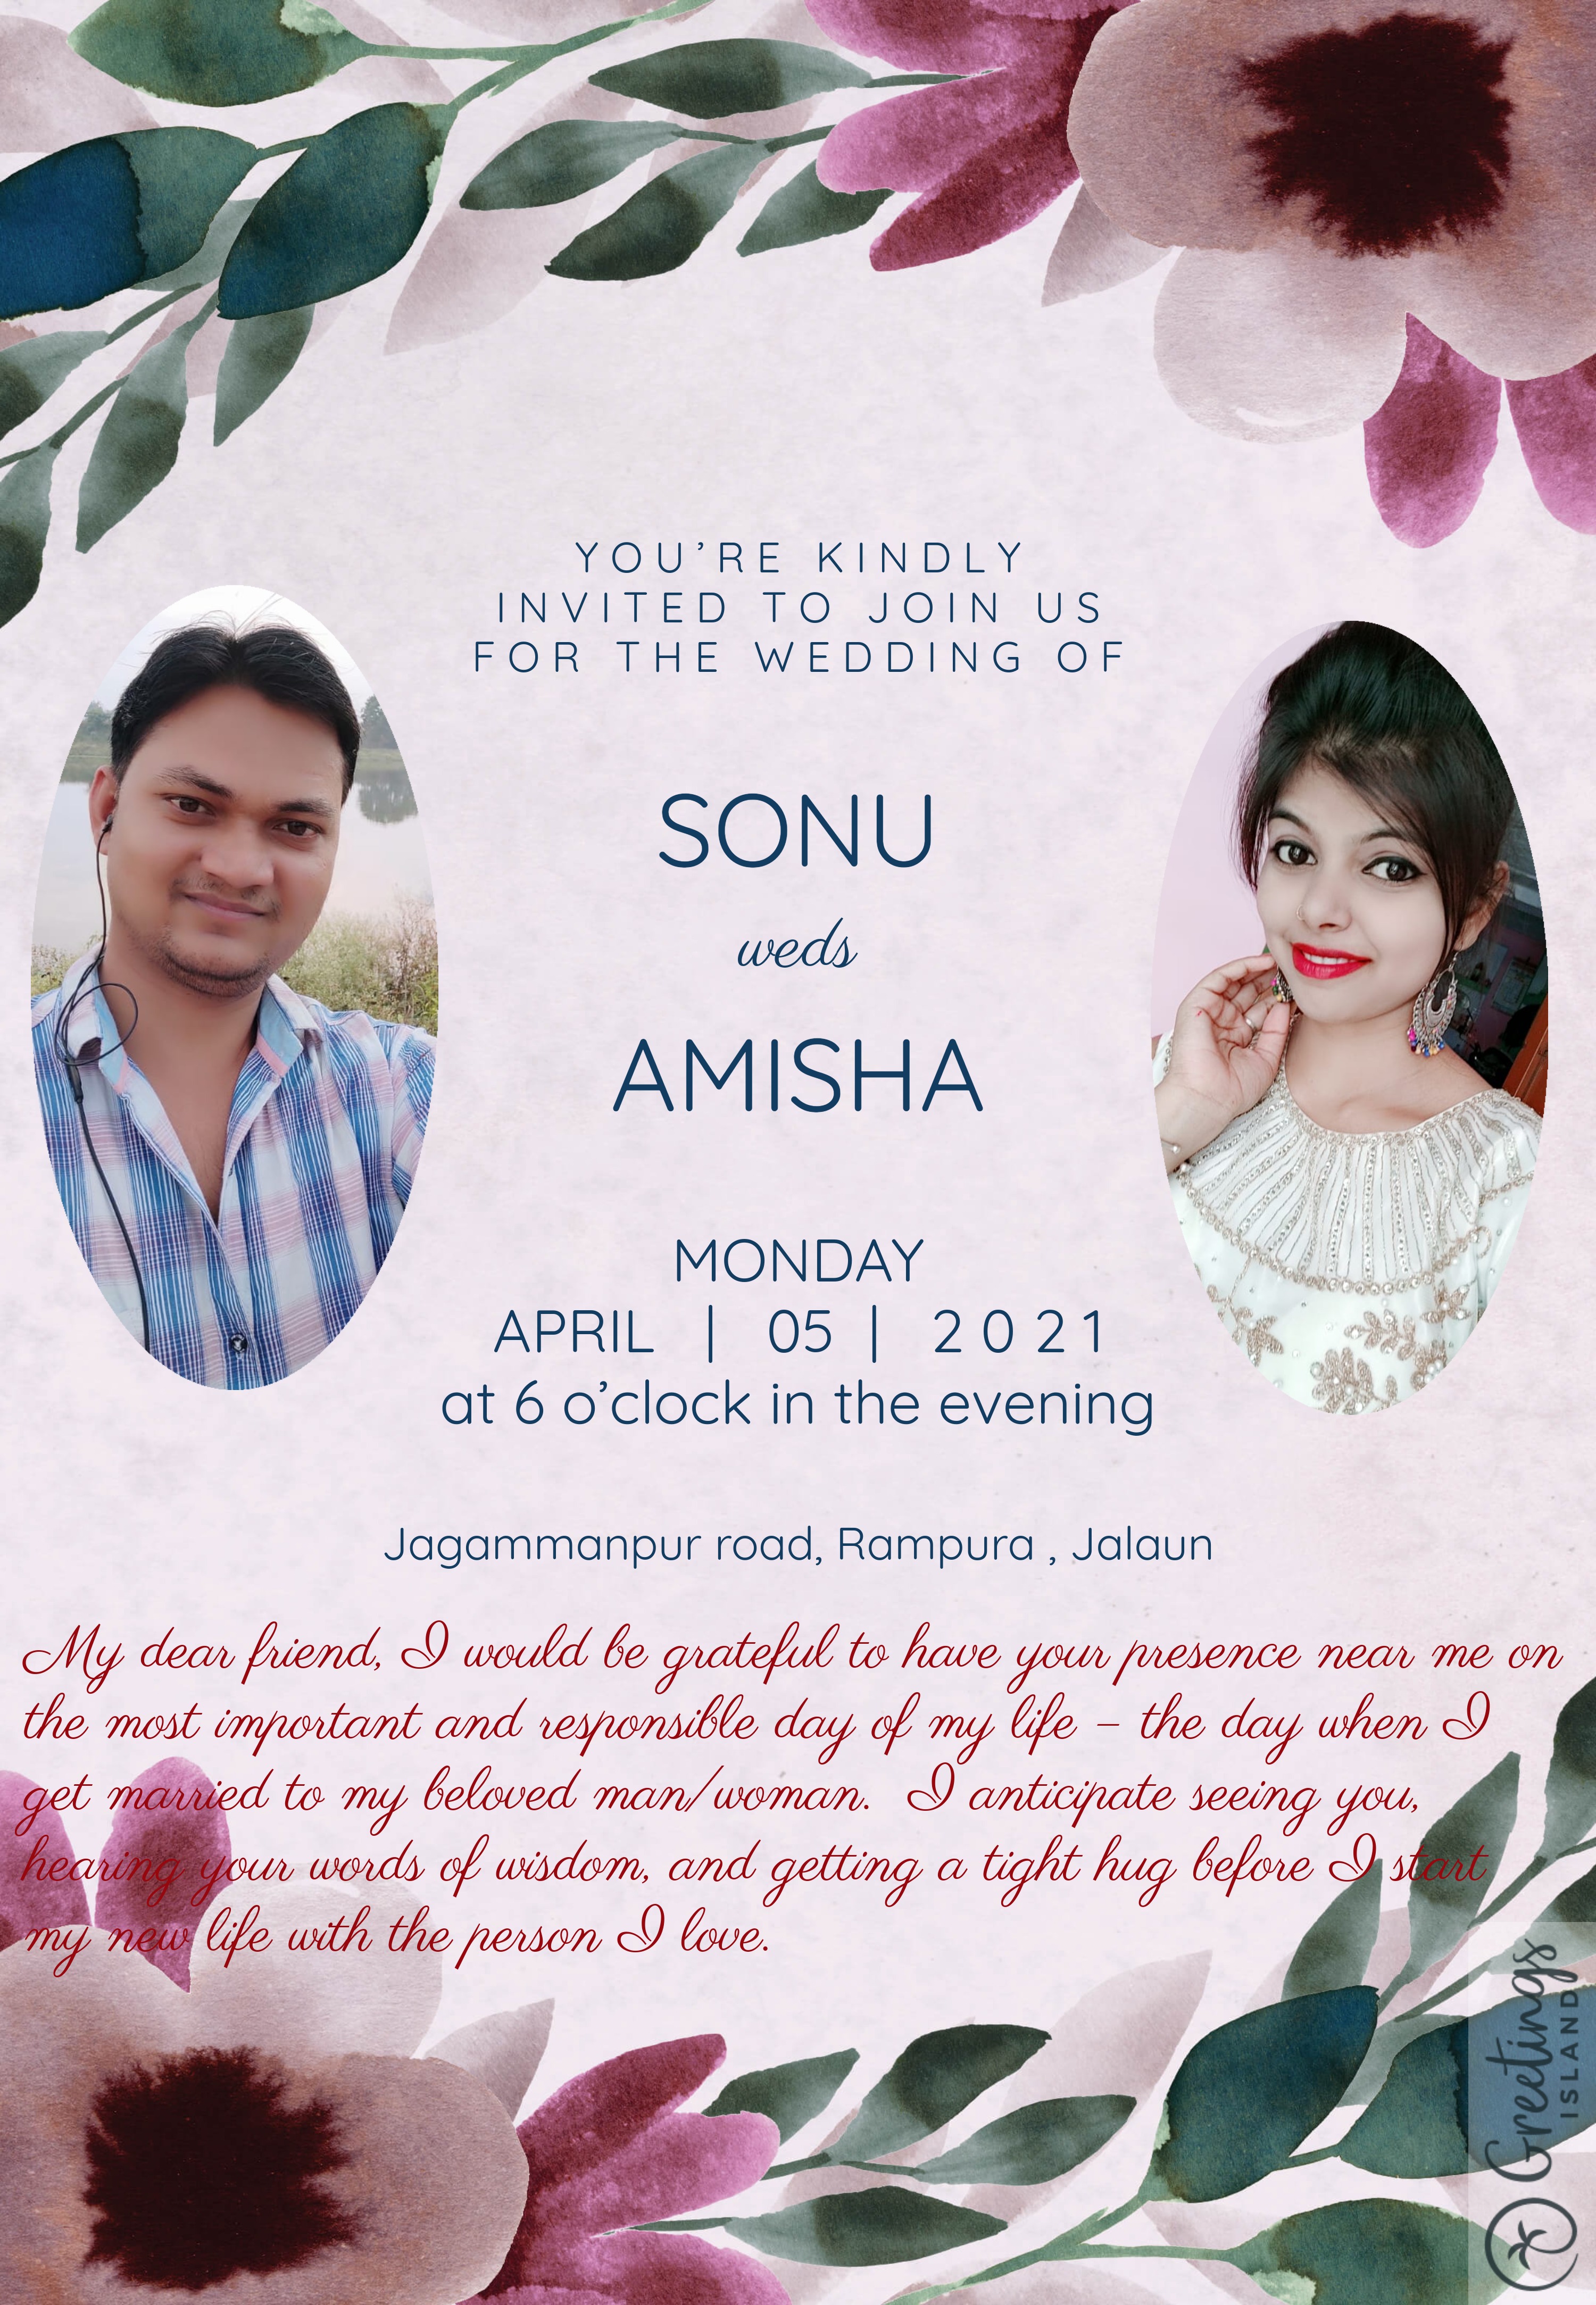 YOU'RE KINDLY
INVITED TO JOIN US
FOR THE WEDDING OF
SONU
weds
AMISHA
MONDAY
APRIL | 05 | 2021
at 6 o'clock in the evening
Jagammanpur road, Rampura , Jalaun
My dear friend, I would be grateful to have your presence near me on
the most important and responsible day of my life – the day when I
get married to my beloved man/woman.  I anticipate seeing you,
hearing your words of wisdom, and getting a tight hug before I start
my new life with the person I love.
Greetings
ISLAND